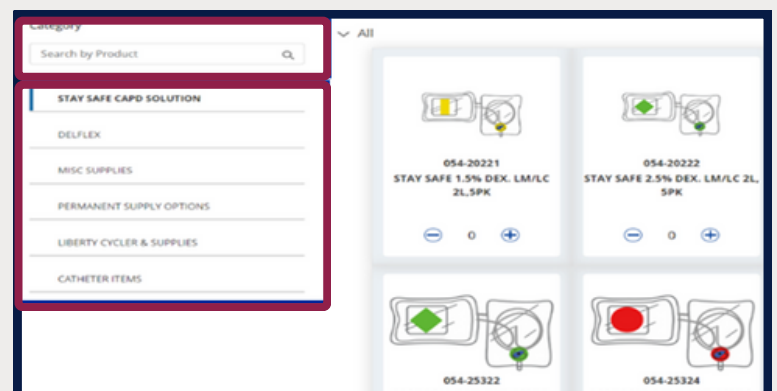 Category
Search by Product
STAY SAFE CAPD SOLUTION
DELFLEX
MISC SUPPLIES
PERMANENT SUPPLY OPTIONS
LIBERTY CYCLER & SUPPLIES
CATHETER ITEMS
All
054-20221
STAY SAFE 1.5% DEX. LM/LC
2L,5PK
0
054-20222
STAY SAFE 2.5% DEX. LM/LC 2L,
5PK
0
054-25322
054-25324